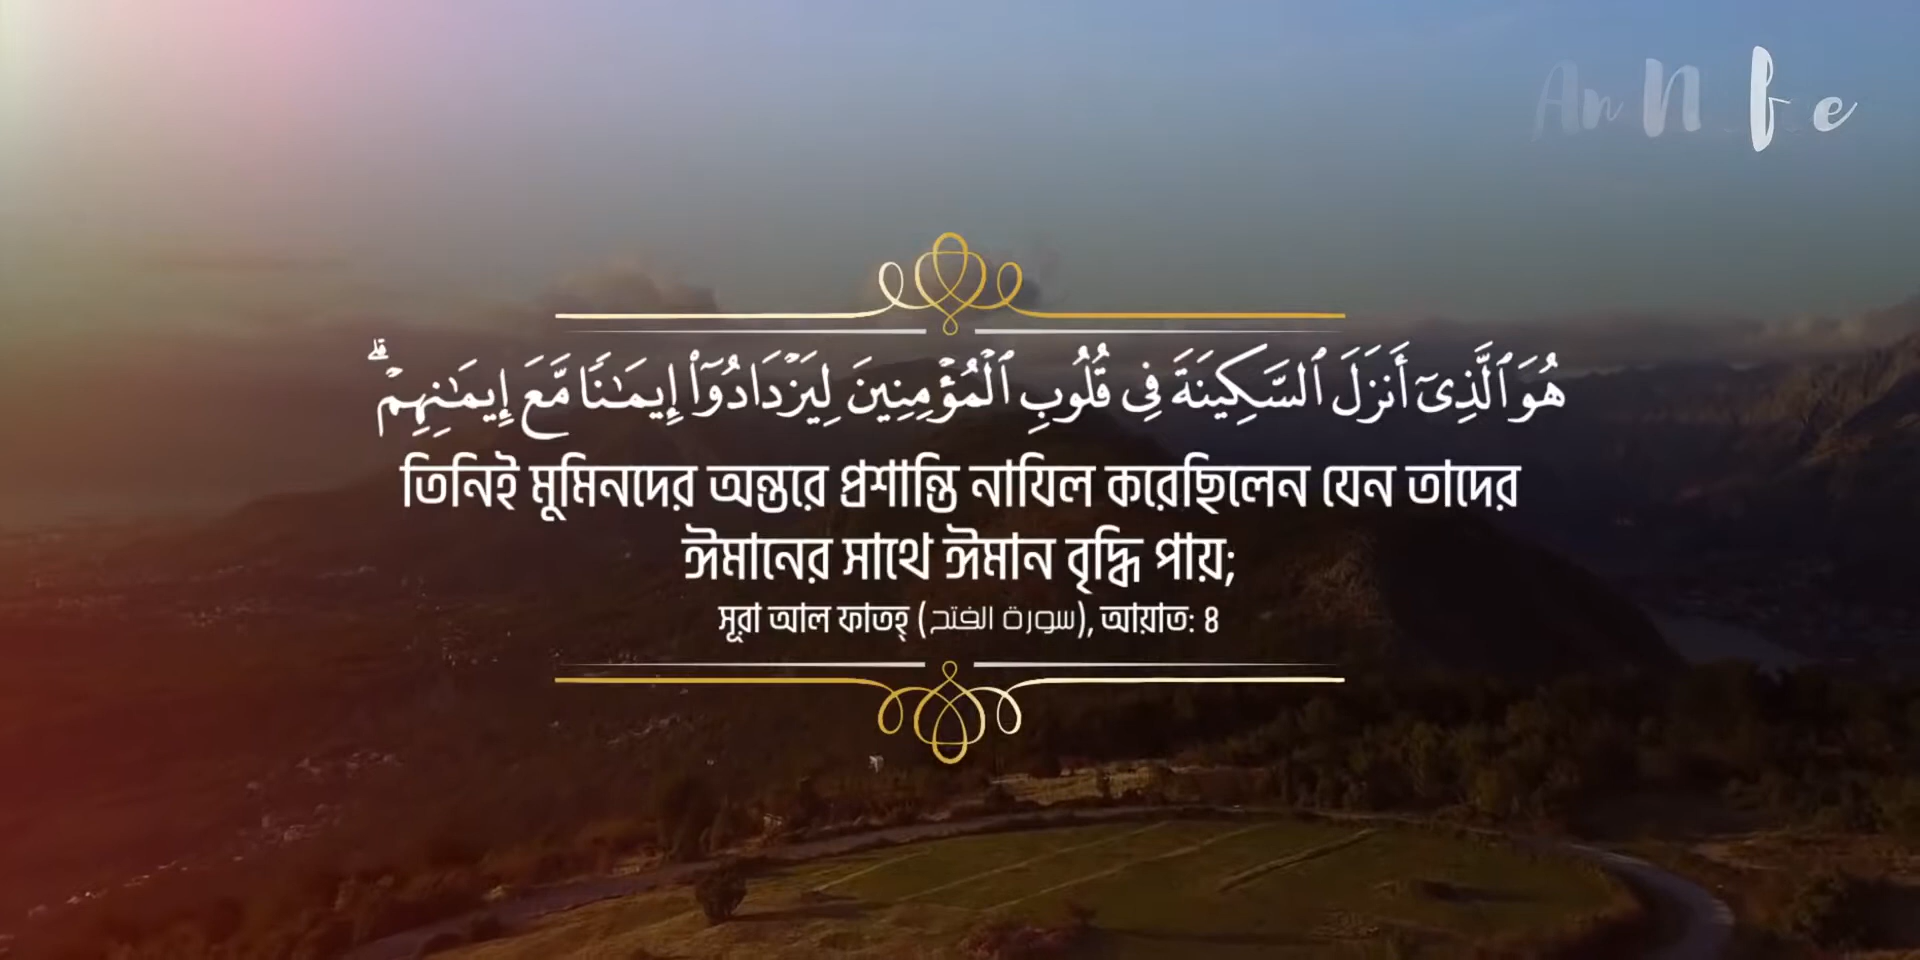 هُوَ ٱلَّذِىٓ أَنزَلَ ٱلسَّكِينَةَ فِى قُلُوبِ ٱلْمُؤْمِنِينَ لِيَزْدَادُوٓا۟ إِيمَـٰنًا مَّعَ إِيمَـٰنِهِمْ ۗ
তিনিই মুমিনদের অন্তরে প্রশান্তি নাযিল করেছিলেন যেন তাদের
ঈমানের সাথে ঈমান বৃদ্ধি পায়;
সূরা আল ফাতহ্ (سورة الفتح), আয়াত: ৪